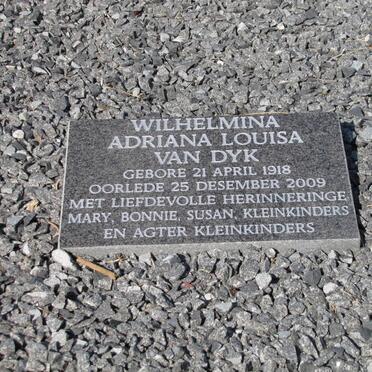 WILHELMINA
ADRIANA LOUISA
VAN DYK
GEBORE 21 APRIL 1918
OORLEDE 25 DESEMBER 2009
MET LIEFDEVOLLE HERINNERINGE
MARY, BONNIE, SUSAN, KLEINKINDERS
EN AGTER KLEINKINDERS